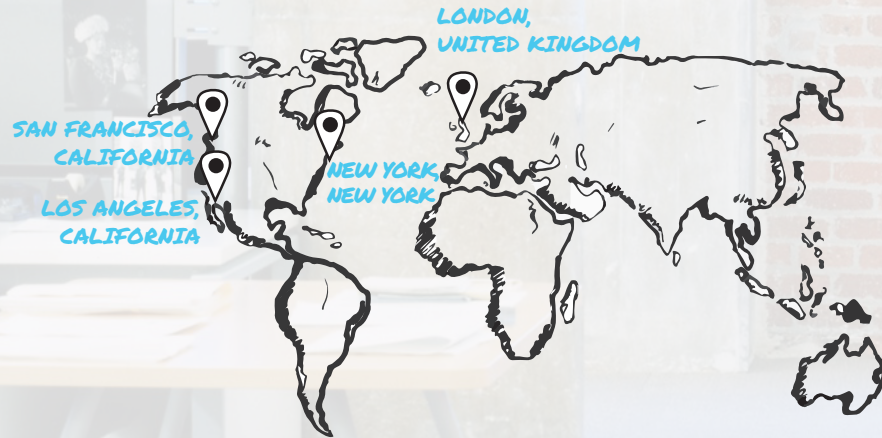 LONDON,
UNITED KINGDOM
SAN FRANCISCO,
CALIFORNIA
NEW YORK,
NEW YORK
LOS ANGELES,
CALIFORNIA